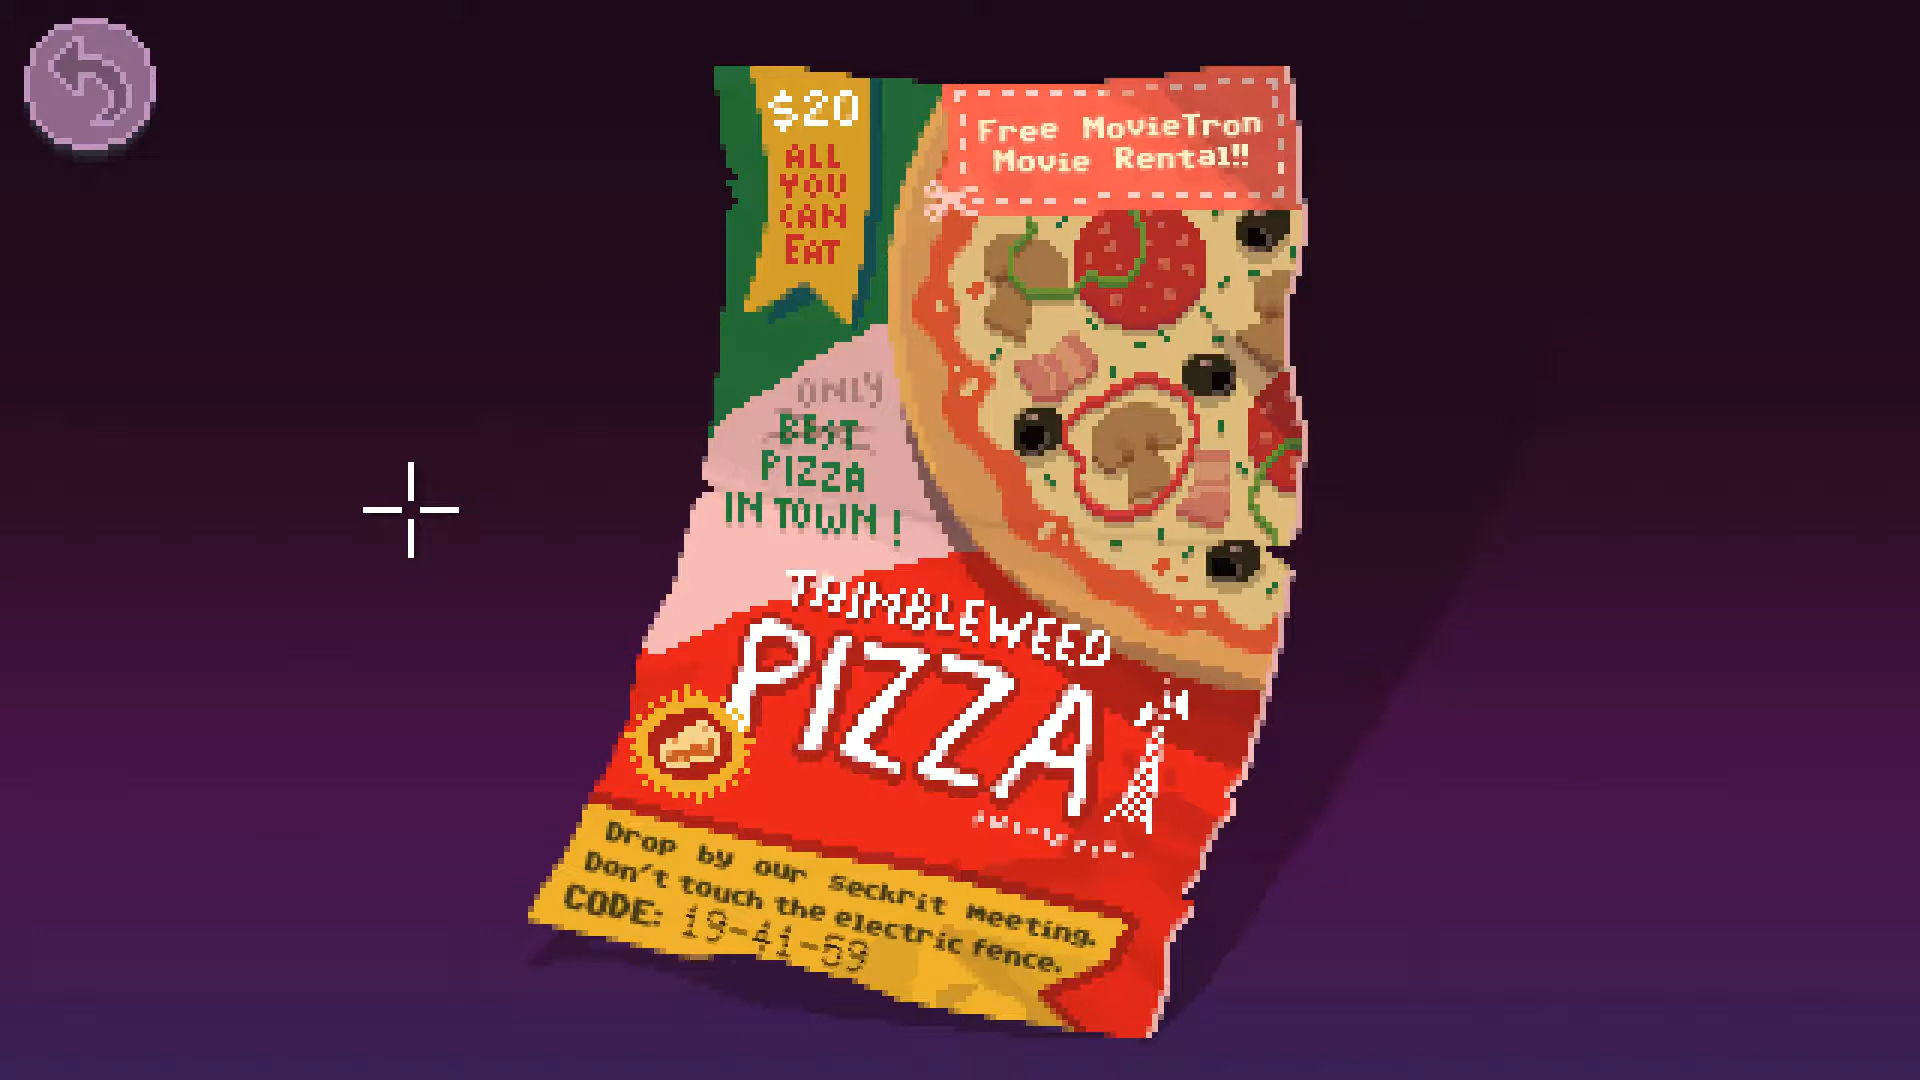 $20
ALL
YOU
CAN
EAT
Free MovieTron
Movie Rental!!
ONLY
BEST
PIZZA
IN TOWN!
THIMBLEWEED
PIZZA
Drop by our Seckrit Meeting.
Don't touch the electric fence.
CODE: 19-41-59